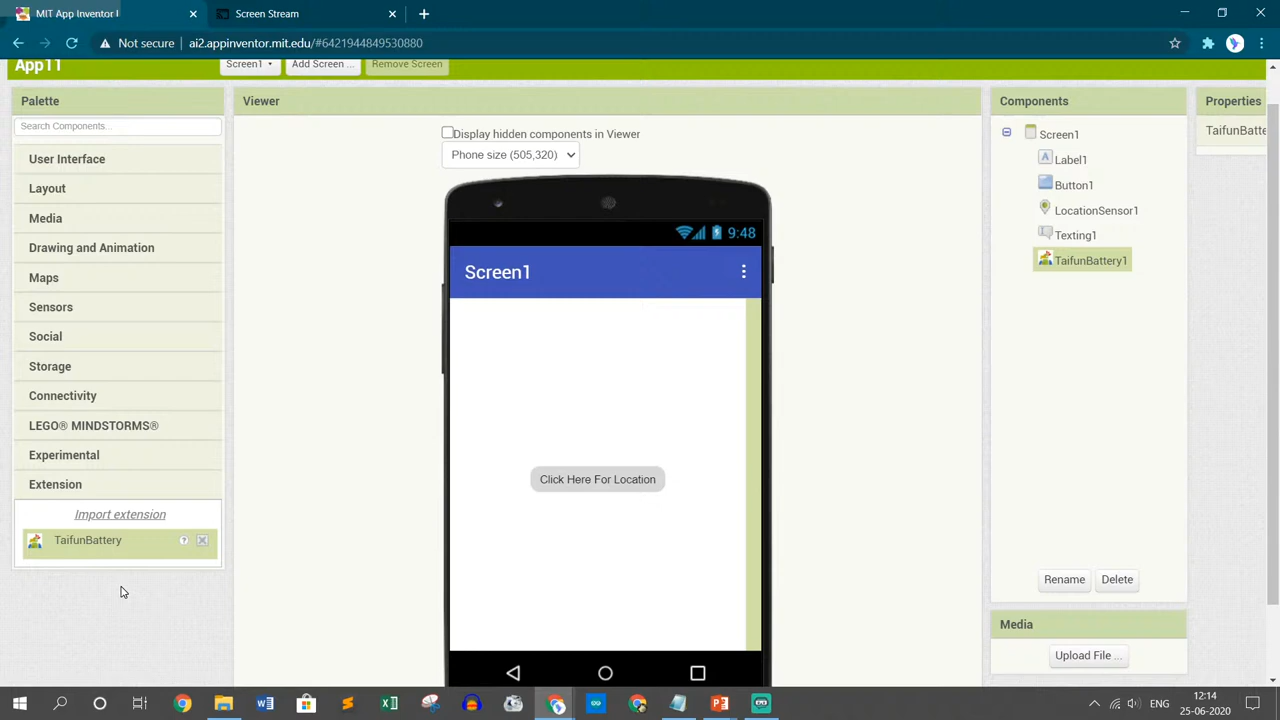 MIT App Inventor
Screen Stream
Not secure
ai2.appinventor.mit.edu/#6421944849530880
App11
Screen1
Add Screen ...
Remove Screen
Palette
Viewer
Components
Properties
Search Components...
Display hidden components in Viewer
Screen1
TaifunBatte
Phone size (505,320)
User Interface
Label1
Layout
Button1
Media
LocationSensor1
9:48
Texting1
Drawing and Animation
TaifunBattery1
Screen1
Maps
Sensors
Social
Storage
Connectivity
LEGO® MINDSTORMS®
Experimental
Click Here For Location
Extension
Import extension
TaifunBattery
?
Rename
Delete
Media
Upload File ...
ENG
12:14
25-06-2020